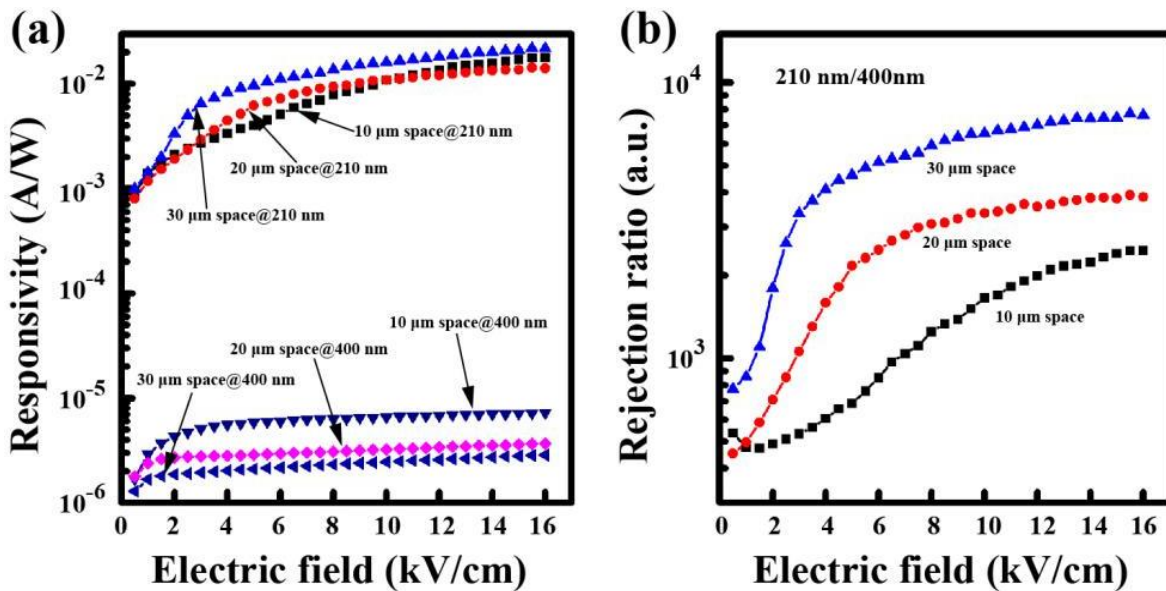 (a)
Responsivity (A/W)
10⁻²
10⁻³
10⁻⁴
10⁻⁵
10⁻⁶
10 µm space@210 nm
20 µm space@210 nm
30 µm space@210 nm
10 µm space@400 nm
20 µm space@400 nm
30 µm space@400 nm
0 2 4 6 8 10 12 14 16
Electric field (kV/cm)
(b)
Rejection ratio (a.u.)
10⁴
10³
210 nm/400nm
30 µm space
20 µm space
10 µm space
0 2 4 6 8 10 12 14 16
Electric field (kV/cm)